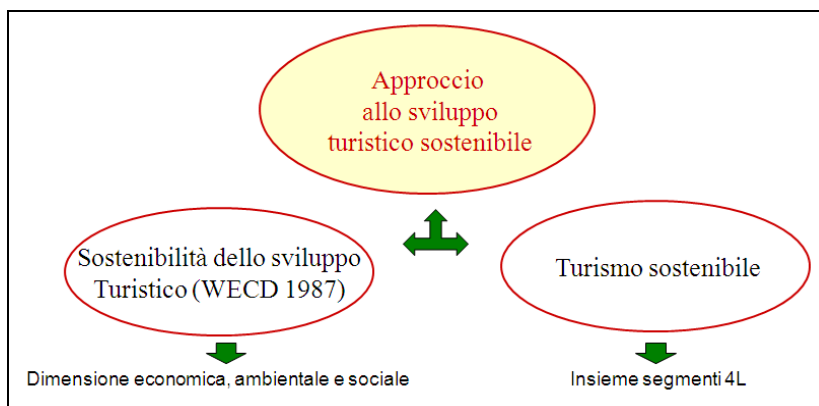 Approccio
allo sviluppo
turistico sostenibile
Sostenibilità dello sviluppo
Turistico (WECD 1987)
Turismo sostenibile
Dimensione economica, ambientale e sociale
Insieme segmenti 4L